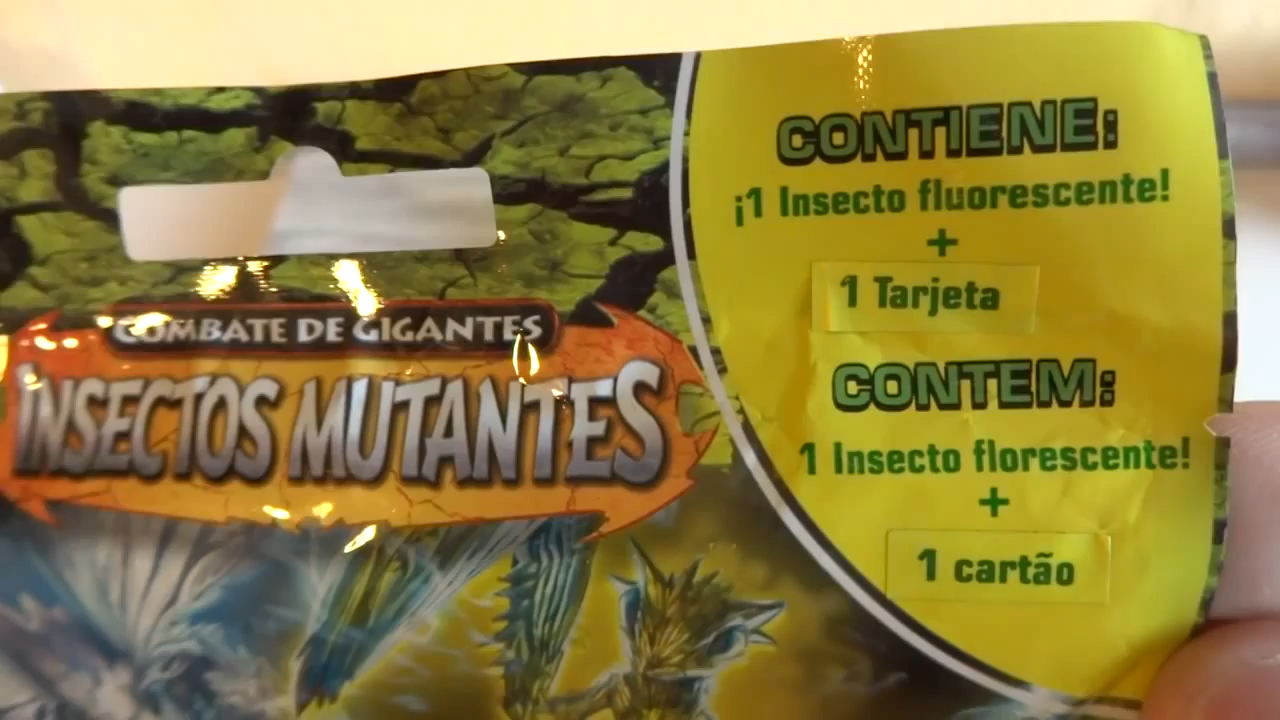 COMBATE DE GIGANTES
INSECTOS MUTANTES
CONTIENE:
¡1 Insecto fluorescente!
+
1 Tarjeta
CONTEM:
1 Insecto florescente!
+
1 cartão